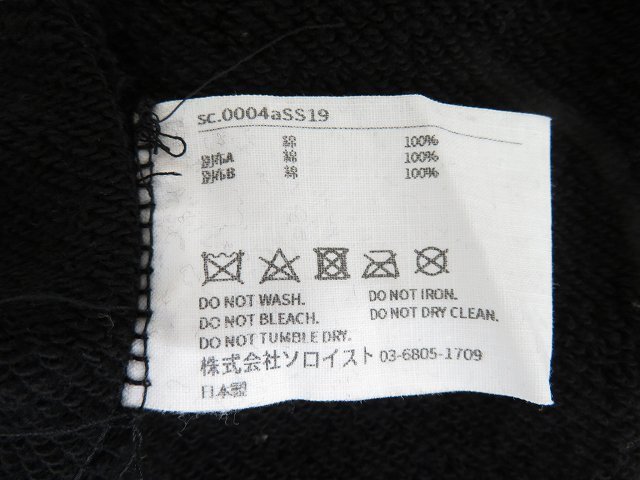 sc.0004aSS19
綿 100%
別布A 綿 100%
別布B 綿 100%
DO NOT WASH. DO NOT IRON.
DO NOT BLEACH. DO NOT DRY CLEAN.
DO NOT TUMBLE DRY.
株式会社ソロイスト 03-6805-1709
日本製